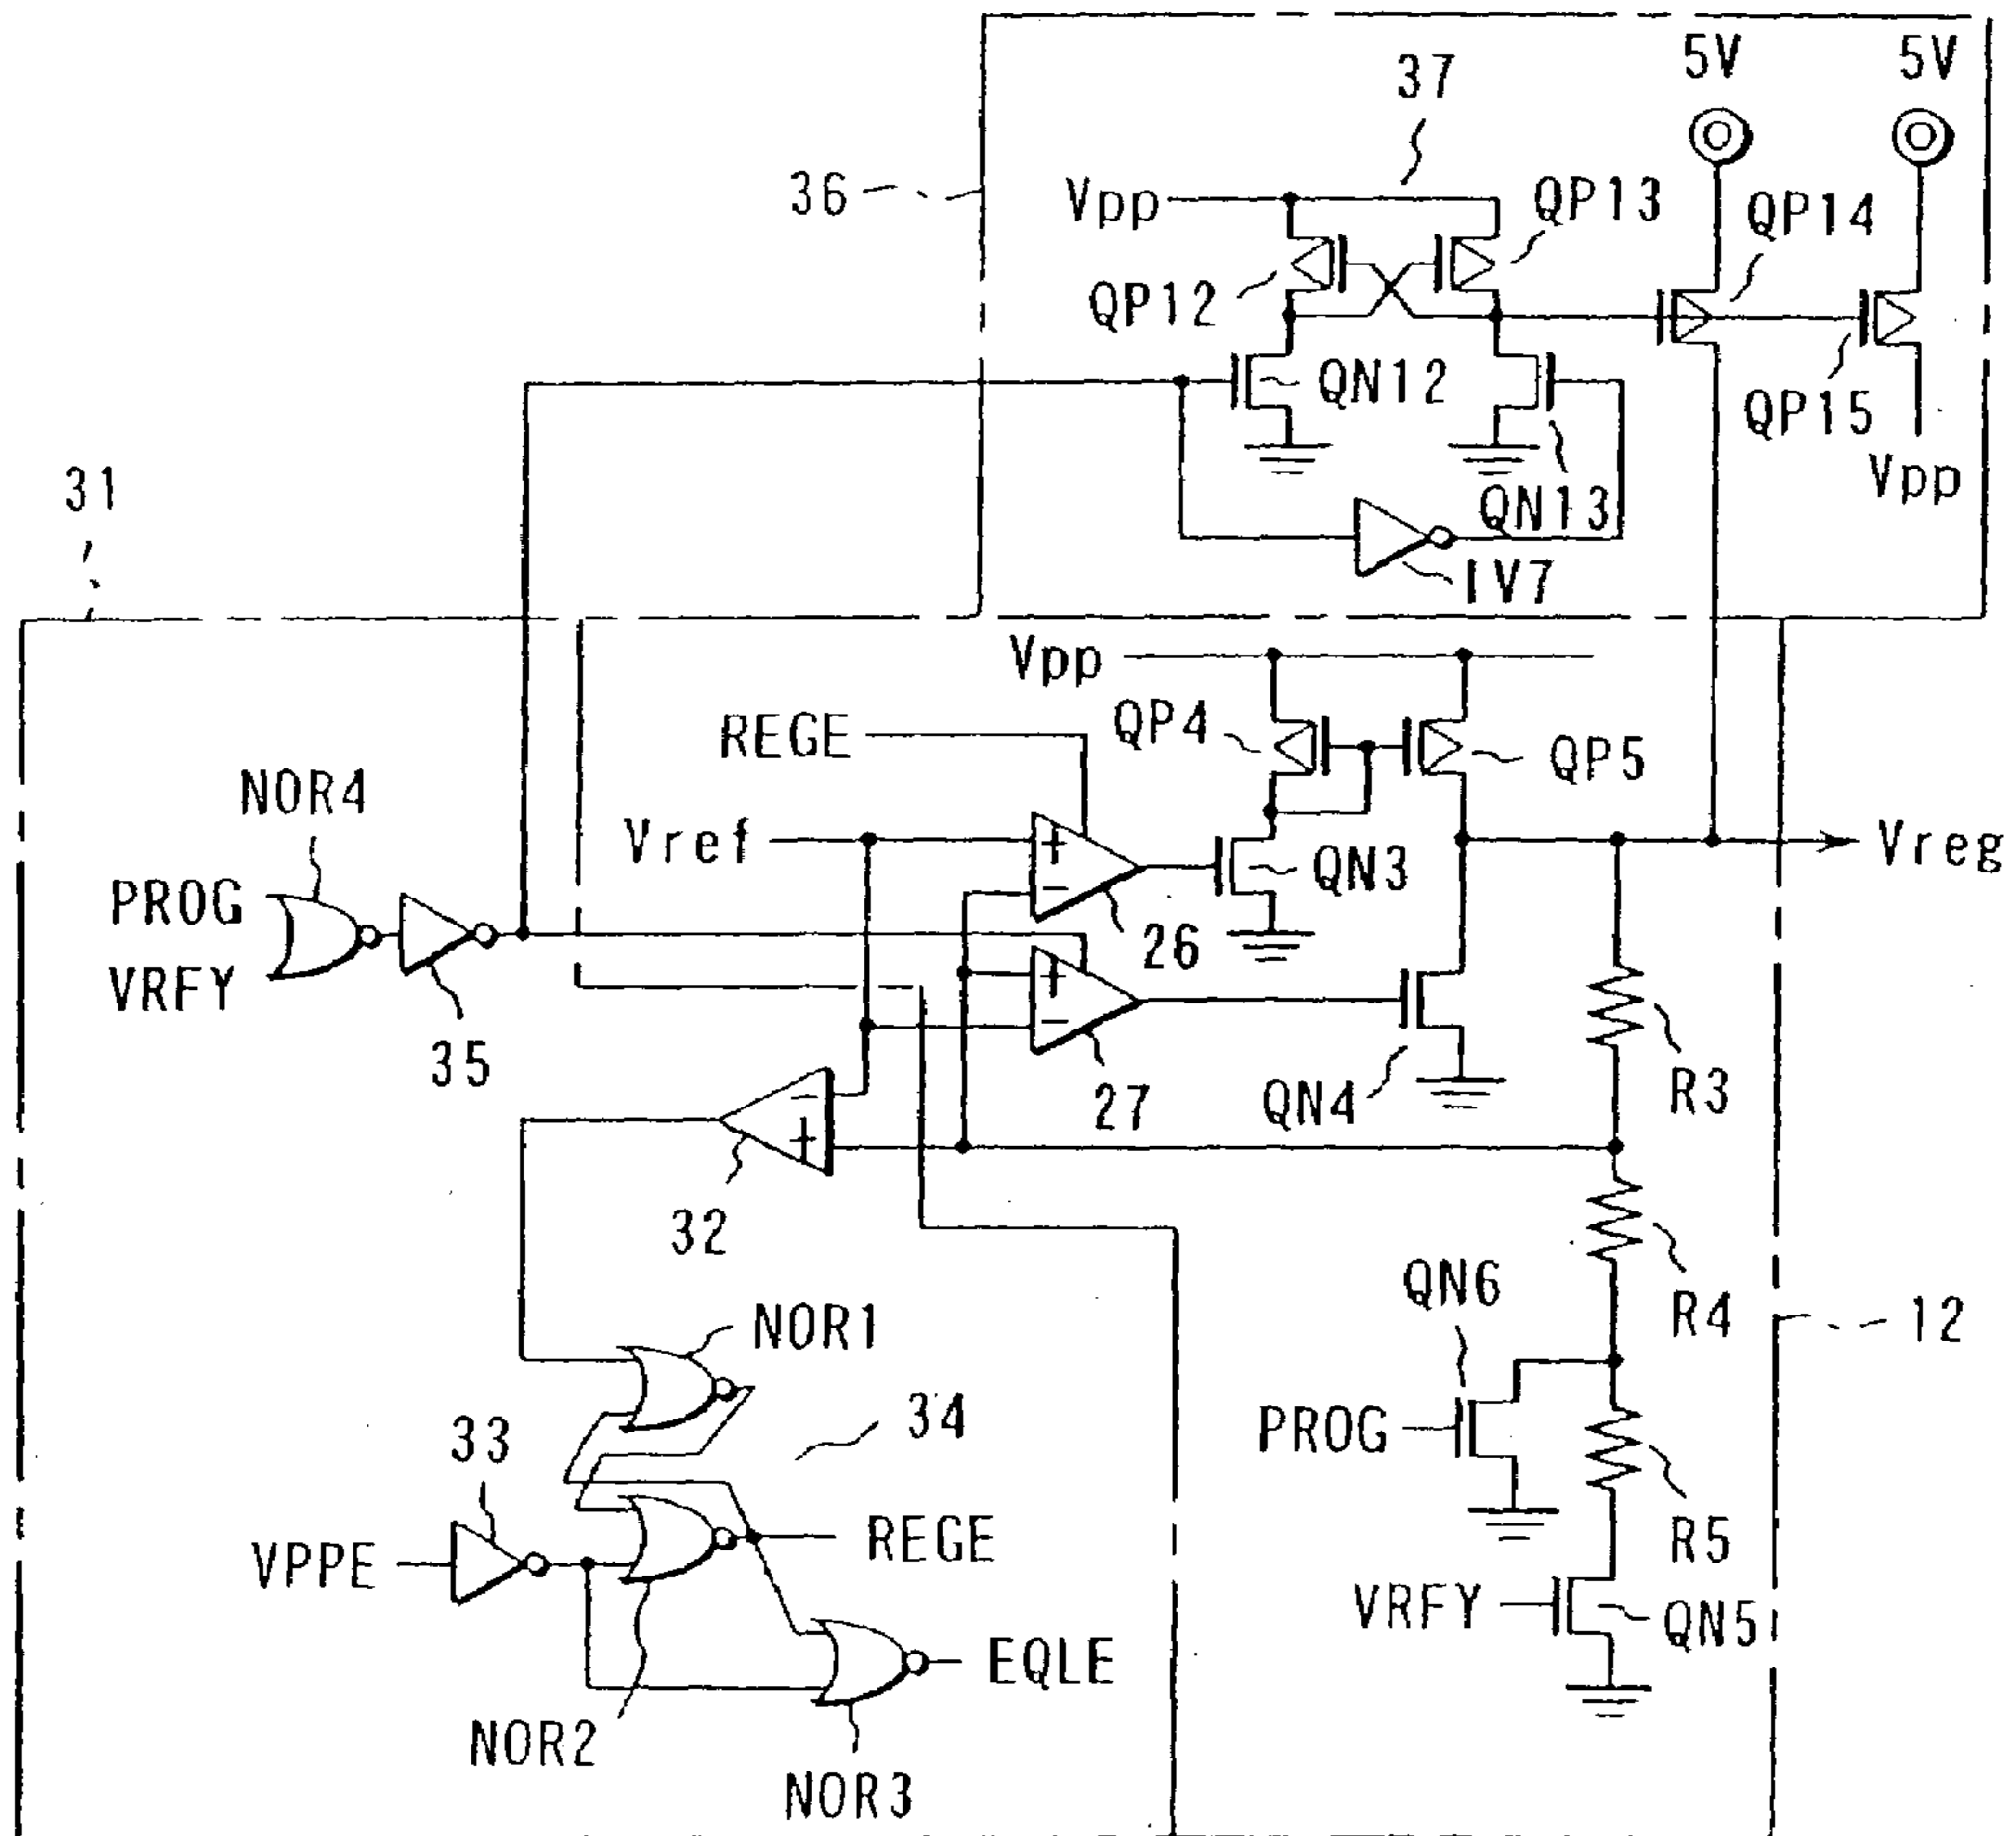 5V 5V
37
36
Vpp
QP13
QP14
QP12
QN12
QP15
Vpp
QN13
IV7
31
Vpp
QP4
REGE
QP5
NOR4
Vref
QN3
Vreg
PROG
26
VRFY
35
27
QN4
R3
+
-
+
-
-
+
32
QN6
R4
NOR1
12
34
PROG
33
REGE
R5
VPPE
VRFY
QN5
EQLE
NOR2
NOR3